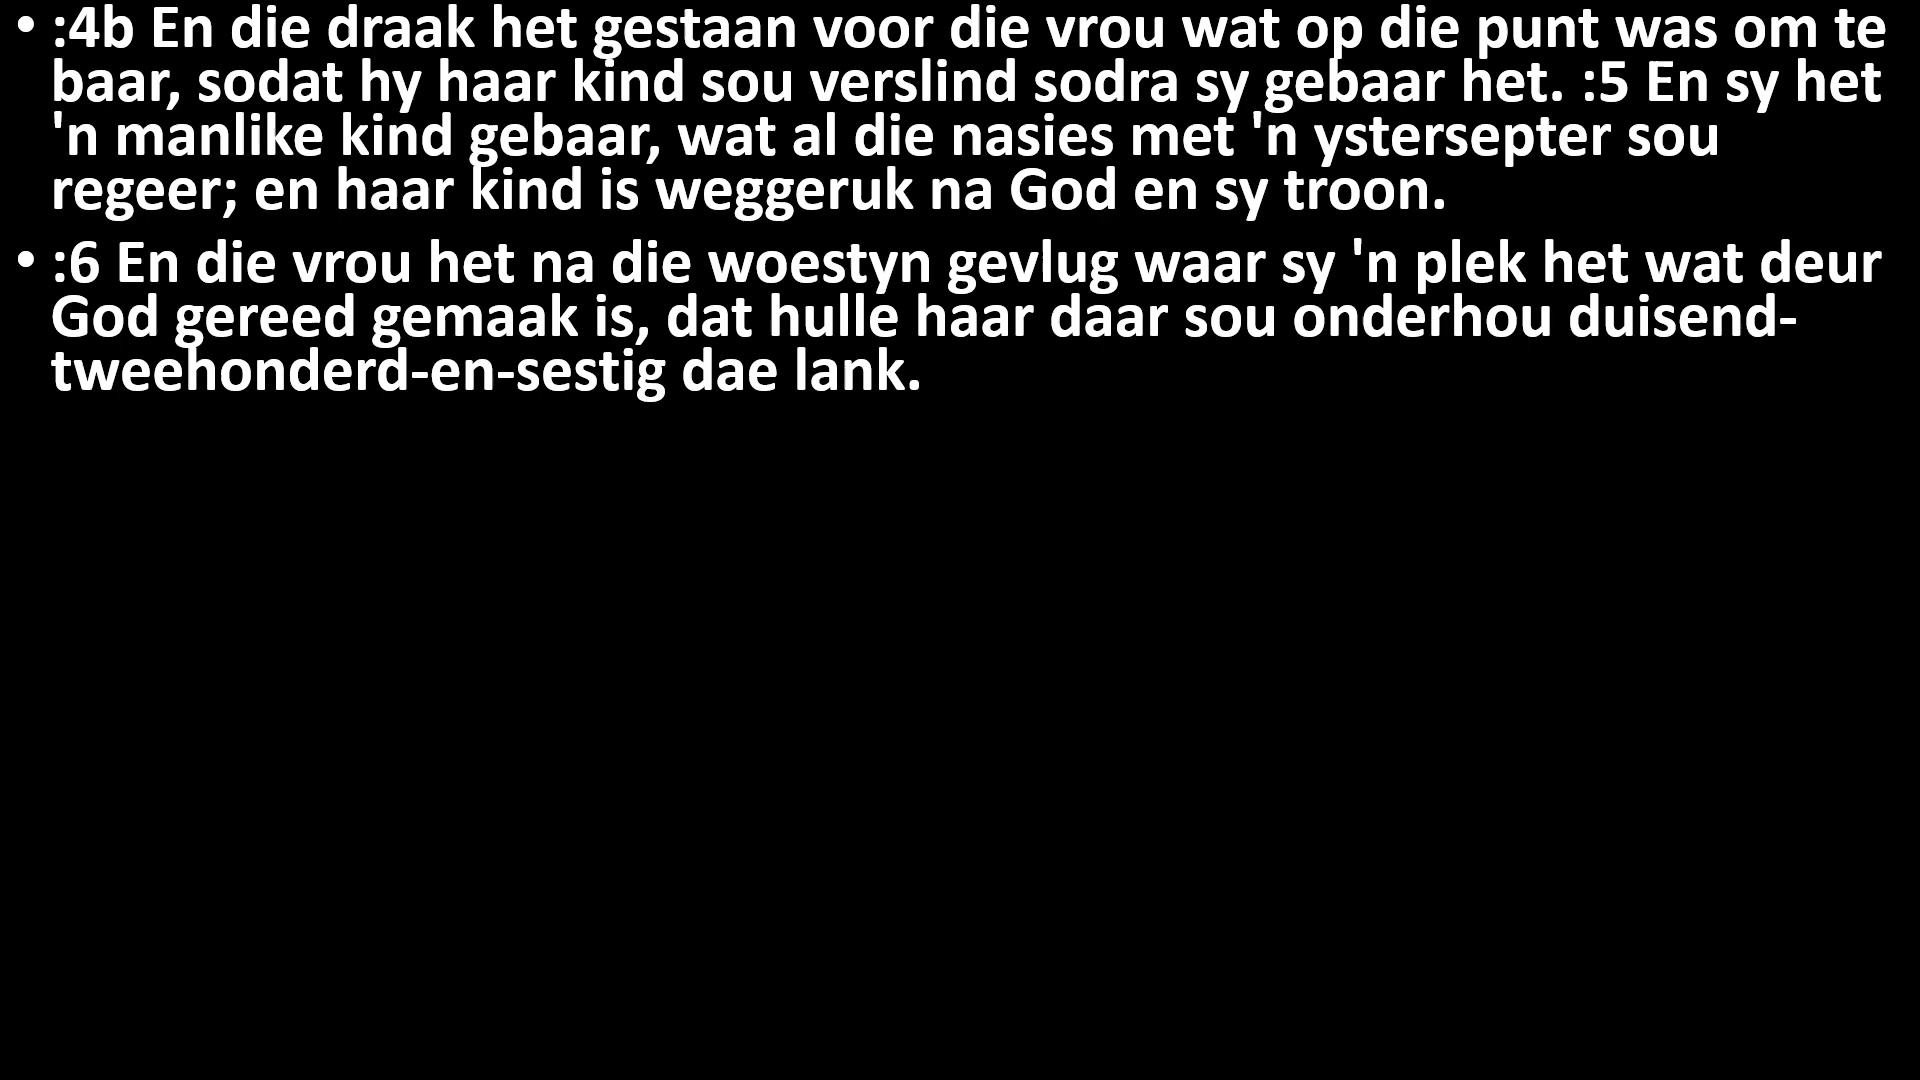 • :4b En die draak het gestaan voor die vrou wat op die punt was om te
baar, sodat hy haar kind sou verslind sodra sy gebaar het. :5 En sy het
'n manlike kind gebaar, wat al die nasies met 'n ystersepter sou
regeer; en haar kind is weggeruk na God en sy troon.
• :6 En die vrou het na die woestyn gevlug waar sy 'n plek het wat deur
God gereed gemaak is, dat hulle haar daar sou onderhou duisend-
tweehonderd-en-sestig dae lank.